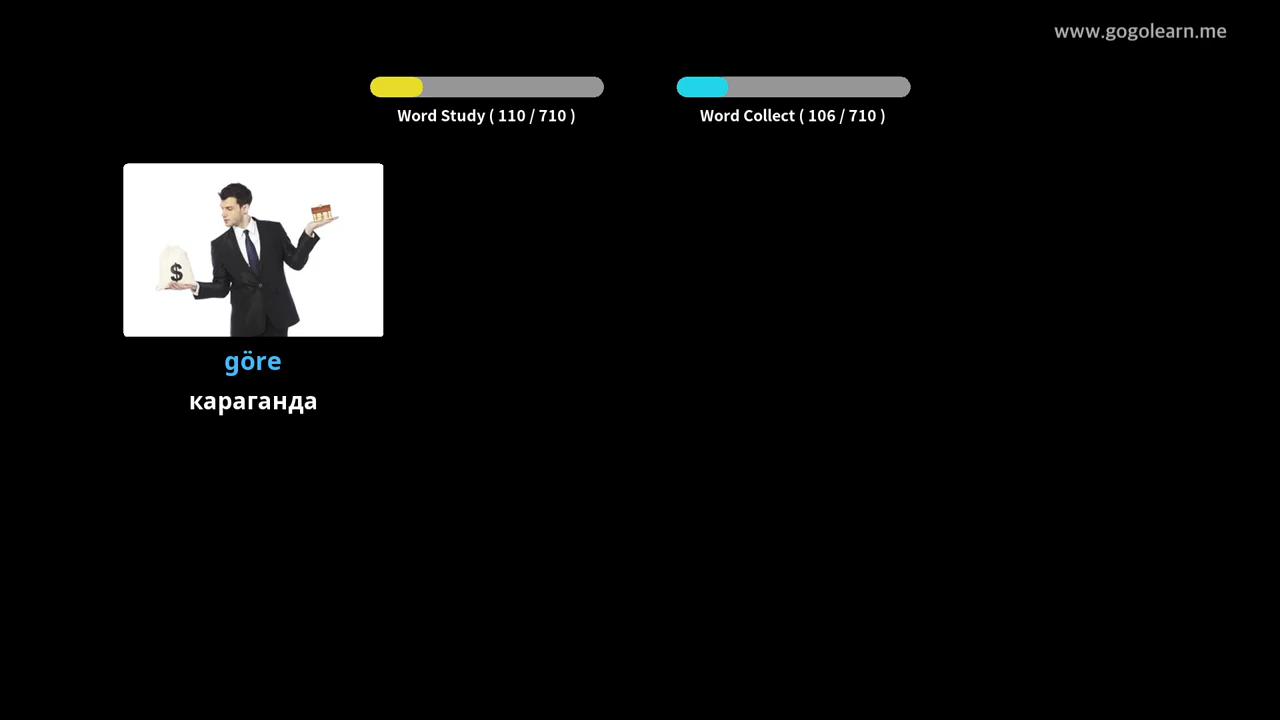 www.gogolearn.me
Word Study ( 110 / 710 )
Word Collect ( 106 / 710 )
$
göre
караганда